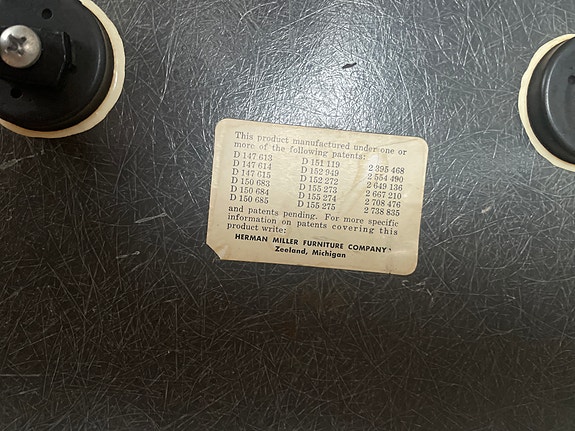 This product manufactured under one or
more of the following patents:
D 147 613 D 151 119 2 395 468
D 147 614 D 152 949 2 554 490
D 147 615 D 152 272 2 649 136
D 150 683 D 155 273 2 667 210
D 150 684 D 155 274 2 708 476
D 150 685 D 155 275 2 738 835
and patents pending. For more specific
information on patents covering this
product write:
HERMAN MILLER FURNITURE COMPANY
Zeeland, Michigan